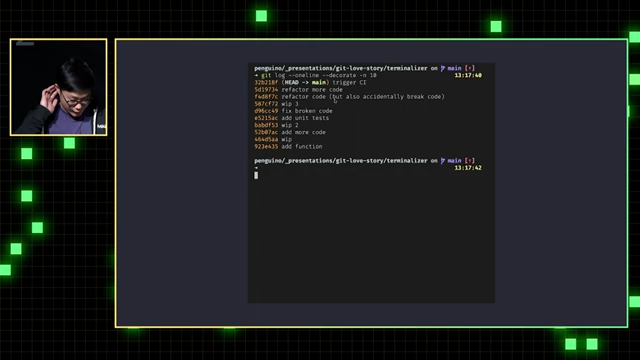 penguino/_presentations/git-love-story/terminalizer on main [+]
→ git log --oneline --decorate -n 10 13:17:40
32b218f (HEAD -> main) trigger CI
5d19734 refactor more code
f4d8f7c refactor code (but also accidentally break code)
587cf72 wip 3
d96cc49 fix broken code
e5215ac add unit tests
babdf53 wip 2
52b07ac add more code
464d5aa wip
923e435 add function
penguino/_presentations/git-love-story/terminalizer on main [+]
→ 13:17:42